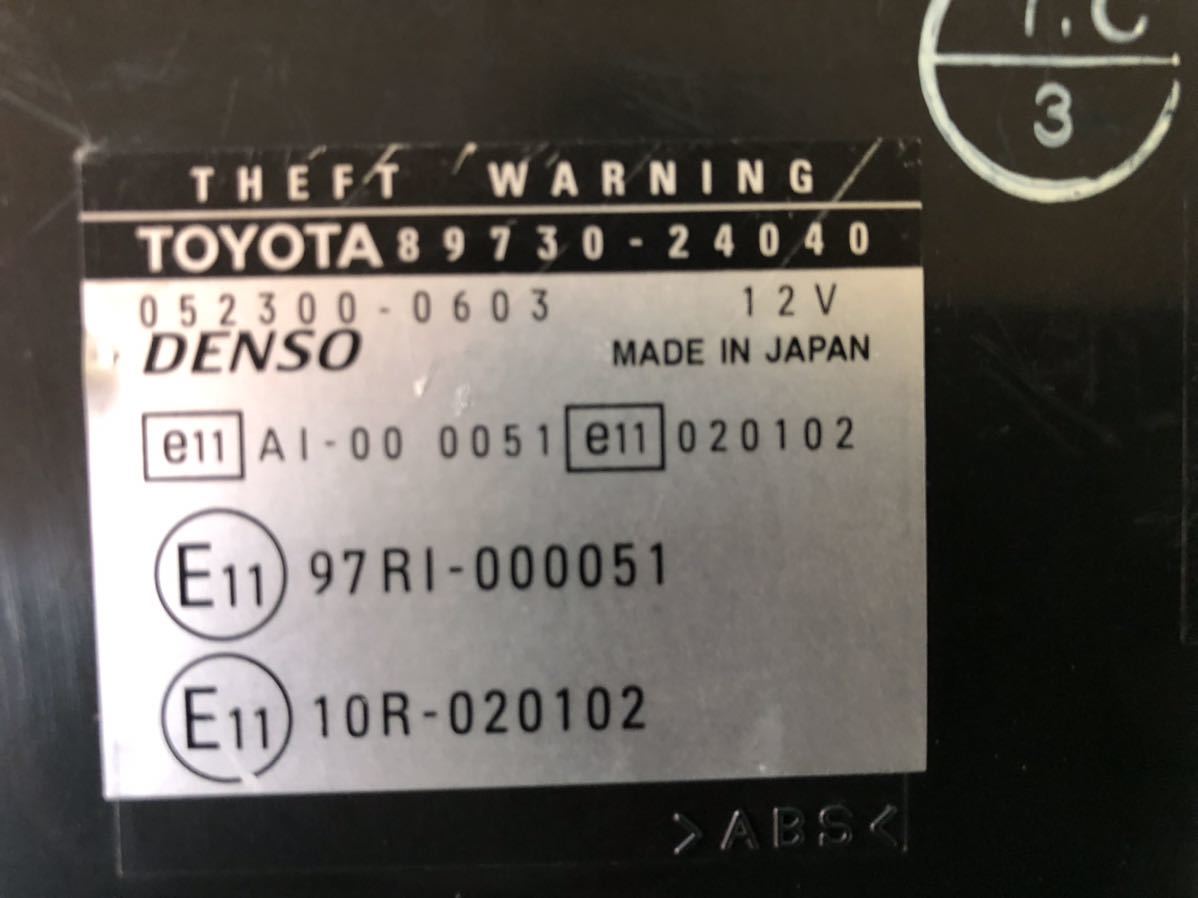 3
THEFT WARNING
TOYOTA 89730-24040
052300-0603 12V
DENSO MADE IN JAPAN
e11 AI-00 0051 e11 020102
E11 97RI-000051
E11 10R-020102
>ABS<